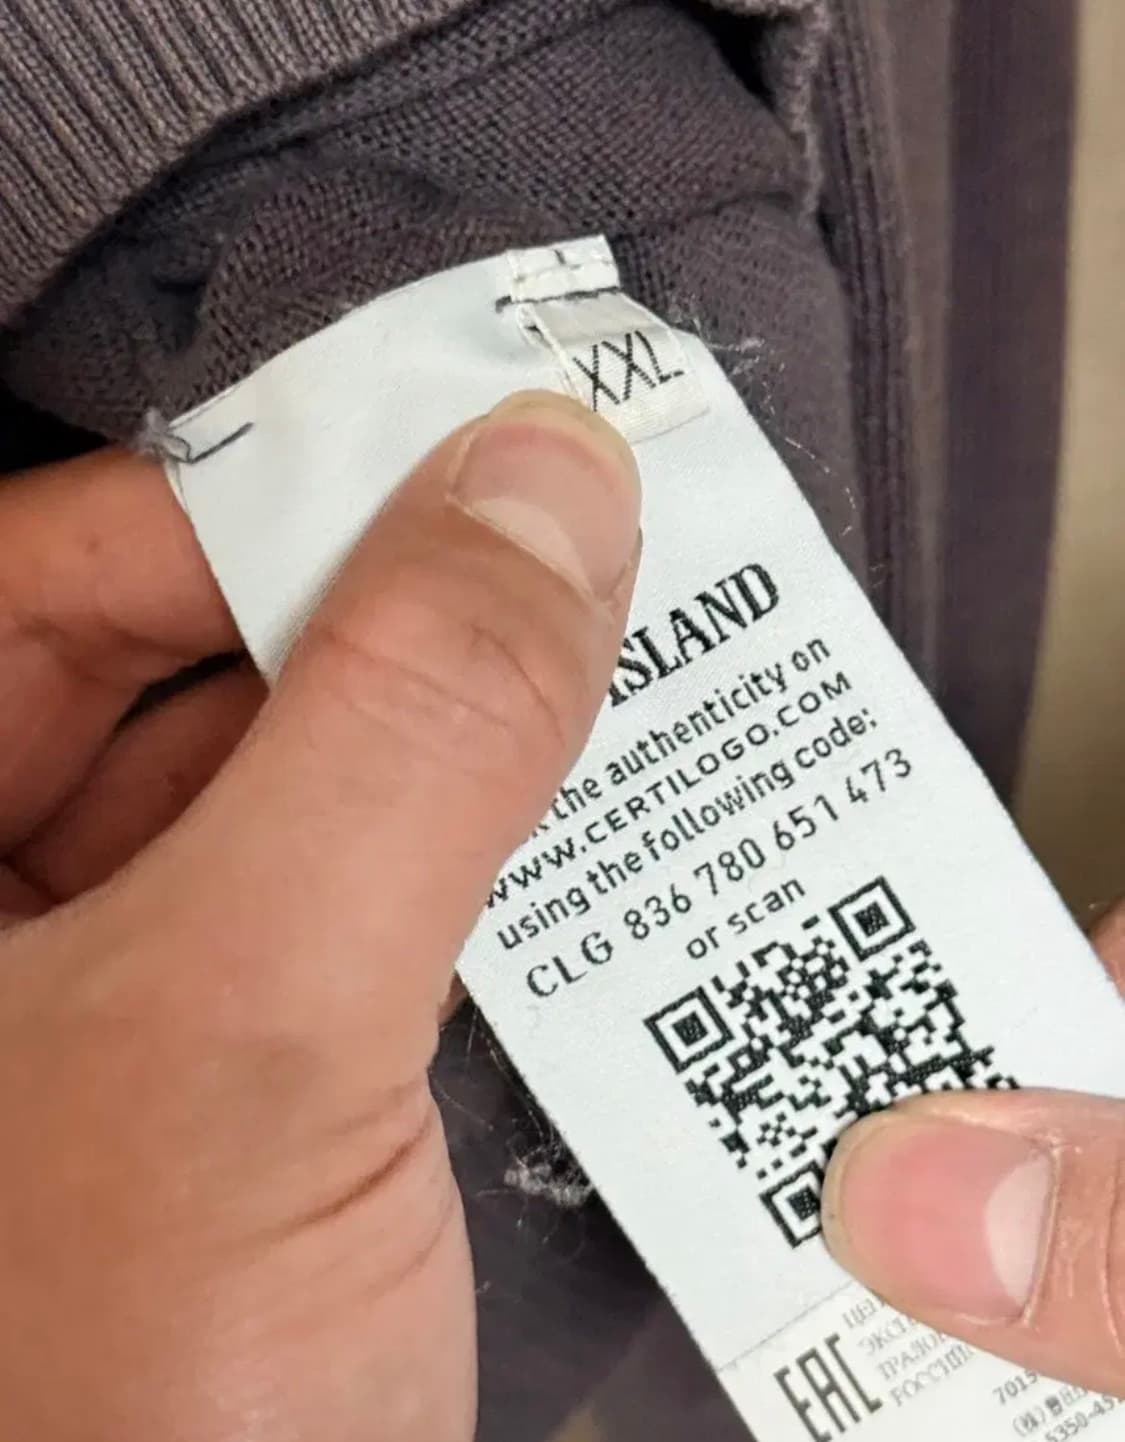 XXL
ISLAND
the authenticity on
WWW.CERTILOGO.COM
using the following code:
CLG 836 780 651 473
or scan
EAC